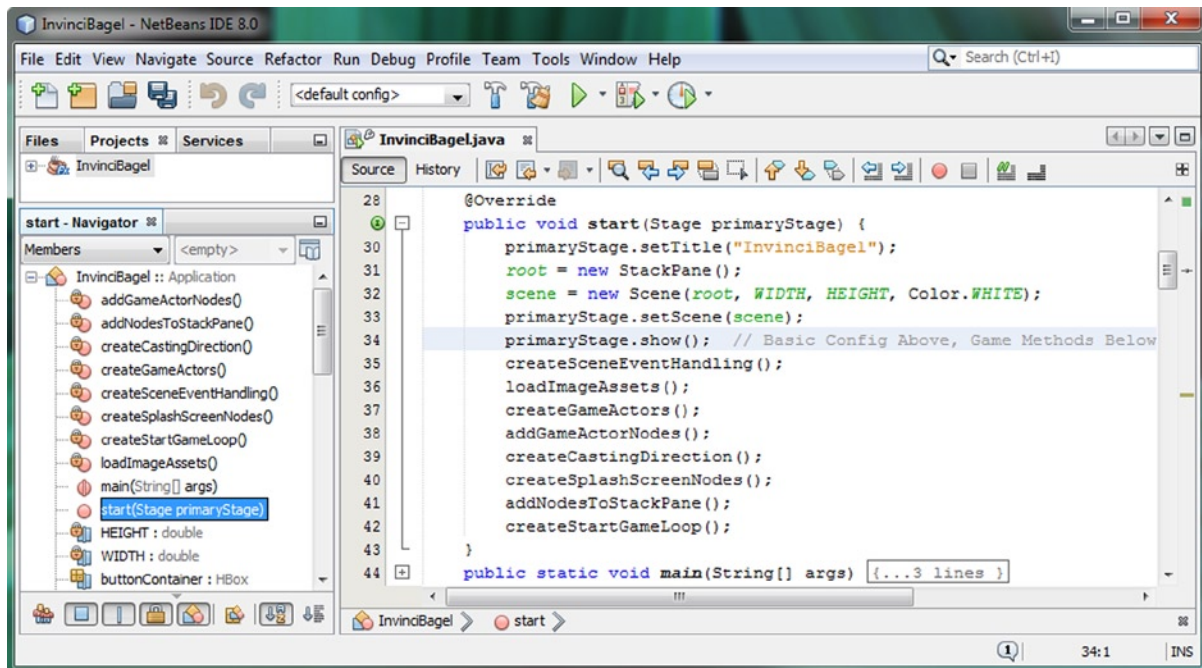 InvinciBagel - NetBeans IDE 8.0
File Edit View Navigate Source Refactor Run Debug Profile Team Tools Window Help
Search (Ctrl+I)
<default config>
Files Projects Services
InvinciBagel
start - Navigator
Members <empty>
InvinciBagel :: Application
addGameActorNodes()
addNodesToStackPane()
createCastingDirection()
createGameActors()
createSceneEventHandling()
createSplashScreenNodes()
createStartGameLoop()
loadImageAssets()
main(String[] args)
start(Stage primaryStage)
HEIGHT : double
WIDTH : double
buttonContainer : HBox
InvinciBagel.java
Source History
28 @Override
public void start(Stage primaryStage) {
30 primaryStage.setTitle("InvinciBagel");
31 root = new StackPane();
32 scene = new Scene(root, WIDTH, HEIGHT, Color.WHITE);
33 primaryStage.setScene(scene);
34 primaryStage.show(); // Basic Config Above, Game Methods Below
35 createSceneEventHandling();
36 loadImageAssets();
37 createGameActors();
38 addGameActorNodes();
39 createCastingDirection();
40 createSplashScreenNodes();
41 addNodesToStackPane();
42 createStartGameLoop();
43 }
44 public static void main(String[] args) {...3 lines }
InvinciBagel start
1 34:1 INS